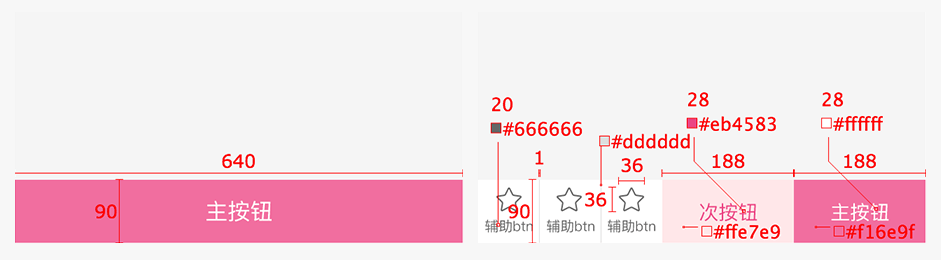 640
90
主按钮
20
#666666
1
#dddddd
36
36
90
辅助btn
辅助btn
辅助btn
28
#eb4583
188
次按钮
#ffe7e9
28
#ffffff
188
主按钮
#f16e9f